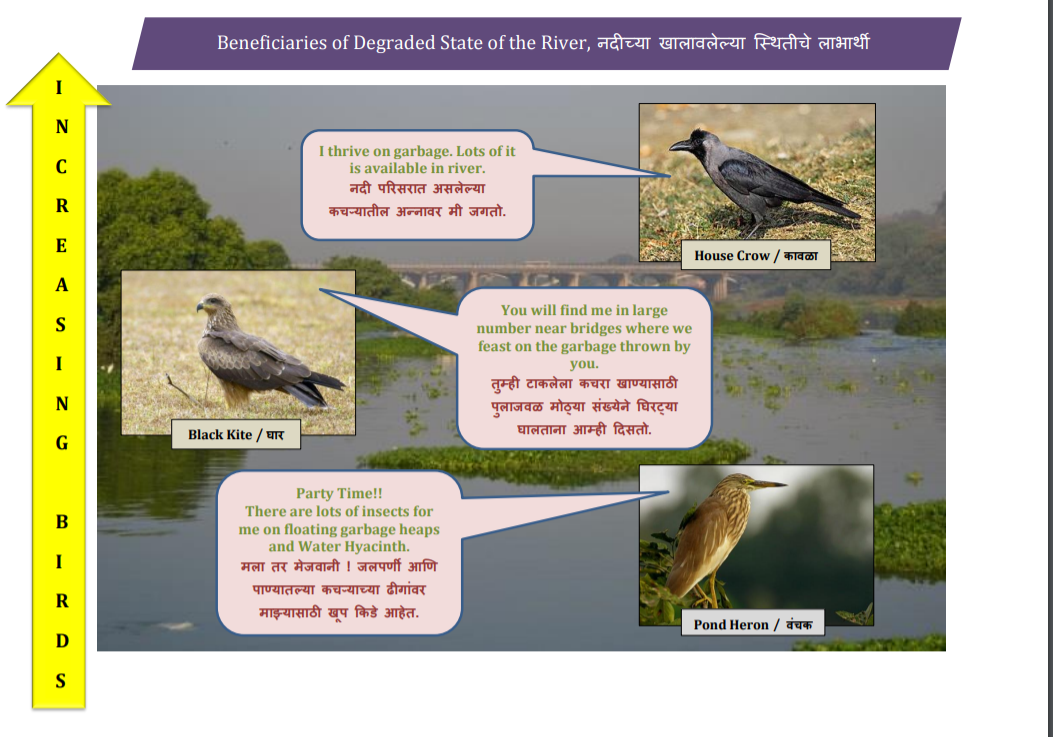 Beneficiaries of Degraded State of the River, नदीच्या खालावलेल्या स्थितीचे लाभार्थी
INCREASING BIRDS
I thrive on garbage. Lots of it
is available in river.
नदी परिसरात असलेल्या
कचऱ्यातील अन्नावर मी जगतो.
House Crow / कावळा
You will find me in large
number near bridges where we
feast on the garbage thrown by
you.
तुम्ही टाकलेला कचरा खाण्यासाठी
पुलाजवळ मोठ्या संख्येने घिरट्या
घालताना आम्ही दिसतो.
Black Kite / घार
Party Time!!
There are lots of insects for
me on floating garbage heaps
and Water Hyacinth.
मला तर मेजवानी ! जलपर्णी आणि
पाण्यातल्या कचऱ्याच्या ढीगांवर
माझ्यासाठी खूप किडे आहेत.
Pond Heron / वंचक